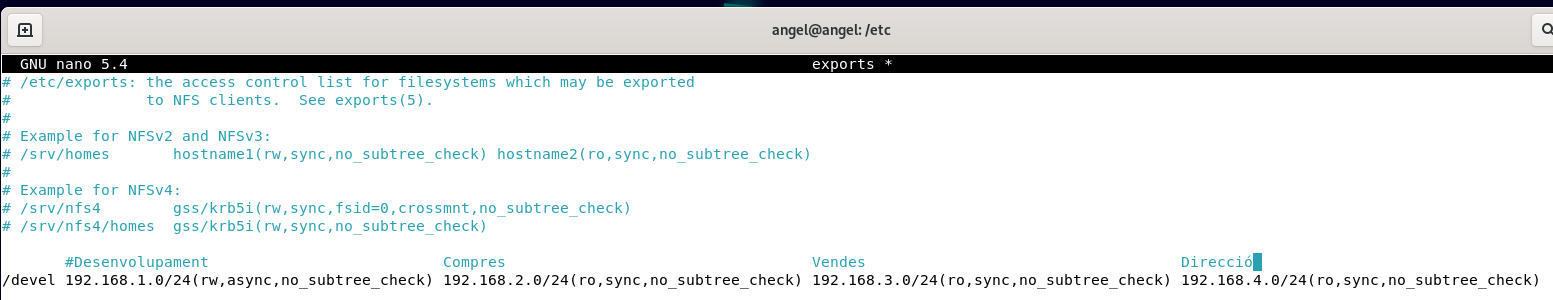 angel@angel: /etc
GNU nano 5.4 exports *
# /etc/exports: the access control list for filesystems which may be exported
# to NFS clients. See exports(5).
#
# Example for NFSv2 and NFSv3:
# /srv/homes hostname1(rw,sync,no_subtree_check) hostname2(ro,sync,no_subtree_check)
#
# Example for NFSv4:
# /srv/nfs4 gss/krb5i(rw,sync,fsid=0,crossmnt,no_subtree_check)
# /srv/nfs4/homes gss/krb5i(rw,sync,no_subtree_check)
#Desenvolupament Compres Vendes Direcció
/devel 192.168.1.0/24(rw,async,no_subtree_check) 192.168.2.0/24(ro,sync,no_subtree_check) 192.168.3.0/24(ro,sync,no_subtree_check) 192.168.4.0/24(ro,sync,no_subtree_check)